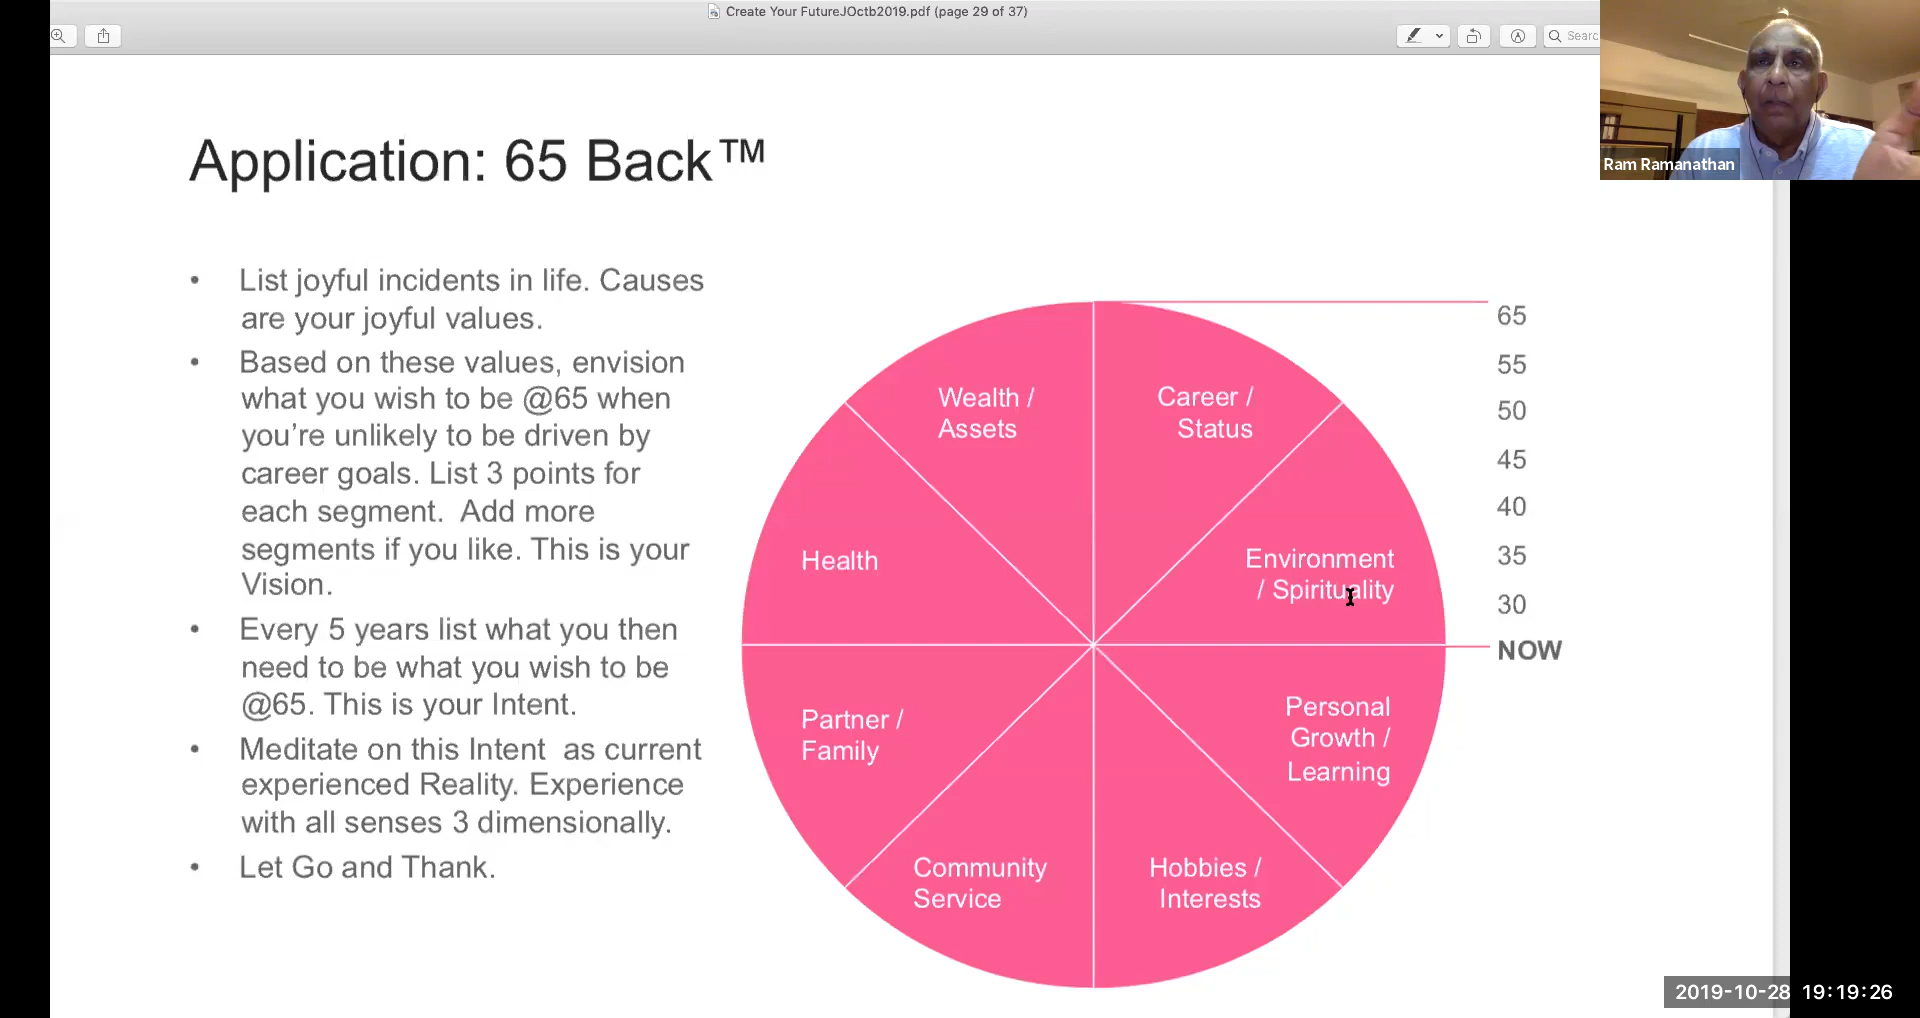 Create Your FutureJOctb2019.pdf (page 29 of 37)
Searc
Ram Ramanathan
Application: 65 Back™
• List joyful incidents in life. Causes
are your joyful values.
• Based on these values, envision
what you wish to be @65 when
you’re unlikely to be driven by
career goals. List 3 points for
each segment.  Add more
segments if you like. This is your
Vision.
• Every 5 years list what you then
need to be what you wish to be
@65. This is your Intent.
• Meditate on this Intent  as current
experienced Reality. Experience
with all senses 3 dimensionally.
• Let Go and Thank.
Wealth /
Assets
Career /
Status
Health
Environment
/ Spirituality
Partner /
Family
Personal
Growth /
Learning
Community
Service
Hobbies /
Interests
65
55
50
45
40
35
30
NOW
2019-10-28 19:19:26